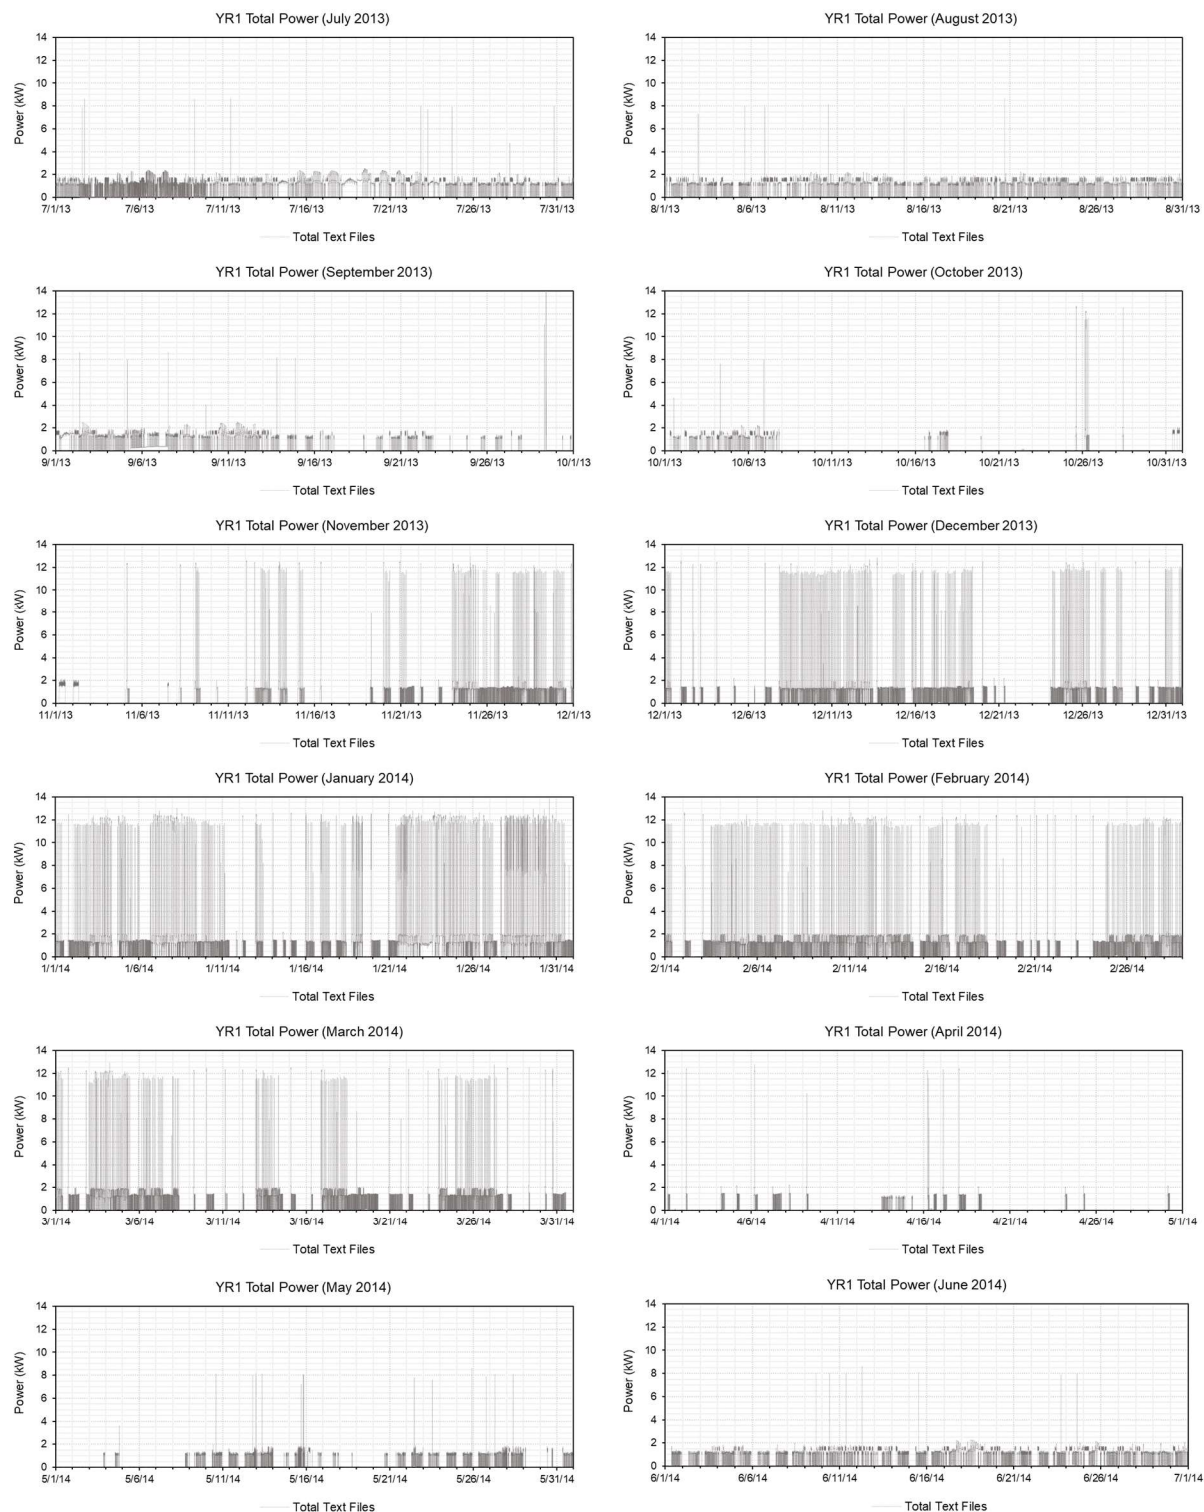 YR1 Total Power (July 2013)
14
12
10
8
6
4
2
0
Power (kW)
7/1/13 7/6/13 7/11/13 7/16/13 7/21/13 7/26/13 7/31/13
Total Text Files
YR1 Total Power (August 2013)
14
12
10
8
6
4
2
0
Power (kW)
8/1/13 8/6/13 8/11/13 8/16/13 8/21/13 8/26/13 8/31/13
Total Text Files
YR1 Total Power (September 2013)
14
12
10
8
6
4
2
0
Power (kW)
9/1/13 9/6/13 9/11/13 9/16/13 9/21/13 9/26/13 10/1/13
Total Text Files
YR1 Total Power (October 2013)
14
12
10
8
6
4
2
0
Power (kW)
10/1/13 10/6/13 10/11/13 10/16/13 10/21/13 10/26/13 10/31/13
Total Text Files
YR1 Total Power (November 2013)
14
12
10
8
6
4
2
0
Power (kW)
11/1/13 11/6/13 11/11/13 11/16/13 11/21/13 11/26/13 12/1/13
Total Text Files
YR1 Total Power (December 2013)
14
12
10
8
6
4
2
0
Power (kW)
12/1/13 12/6/13 12/11/13 12/16/13 12/21/13 12/26/13 12/31/13
Total Text Files
YR1 Total Power (January 2014)
14
12
10
8
6
4
2
0
Power (kW)
1/1/14 1/6/14 1/11/14 1/16/14 1/21/14 1/26/14 1/31/14
Total Text Files
YR1 Total Power (February 2014)
14
12
10
8
6
4
2
0
Power (kW)
2/1/14 2/6/14 2/11/14 2/16/14 2/21/14 2/26/14
Total Text Files
YR1 Total Power (March 2014)
14
12
10
8
6
4
2
0
Power (kW)
3/1/14 3/6/14 3/11/14 3/16/14 3/21/14 3/26/14 3/31/14
Total Text Files
YR1 Total Power (April 2014)
14
12
10
8
6
4
2
0
Power (kW)
4/1/14 4/6/14 4/11/14 4/16/14 4/21/14 4/26/14 5/1/14
Total Text Files
YR1 Total Power (May 2014)
14
12
10
8
6
4
2
0
Power (kW)
5/1/14 5/6/14 5/11/14 5/16/14 5/21/14 5/26/14 5/31/14
Total Text Files
YR1 Total Power (June 2014)
14
12
10
8
6
4
2
0
Power (kW)
6/1/14 6/6/14 6/11/14 6/16/14 6/21/14 6/26/14 7/1/14
Total Text Files